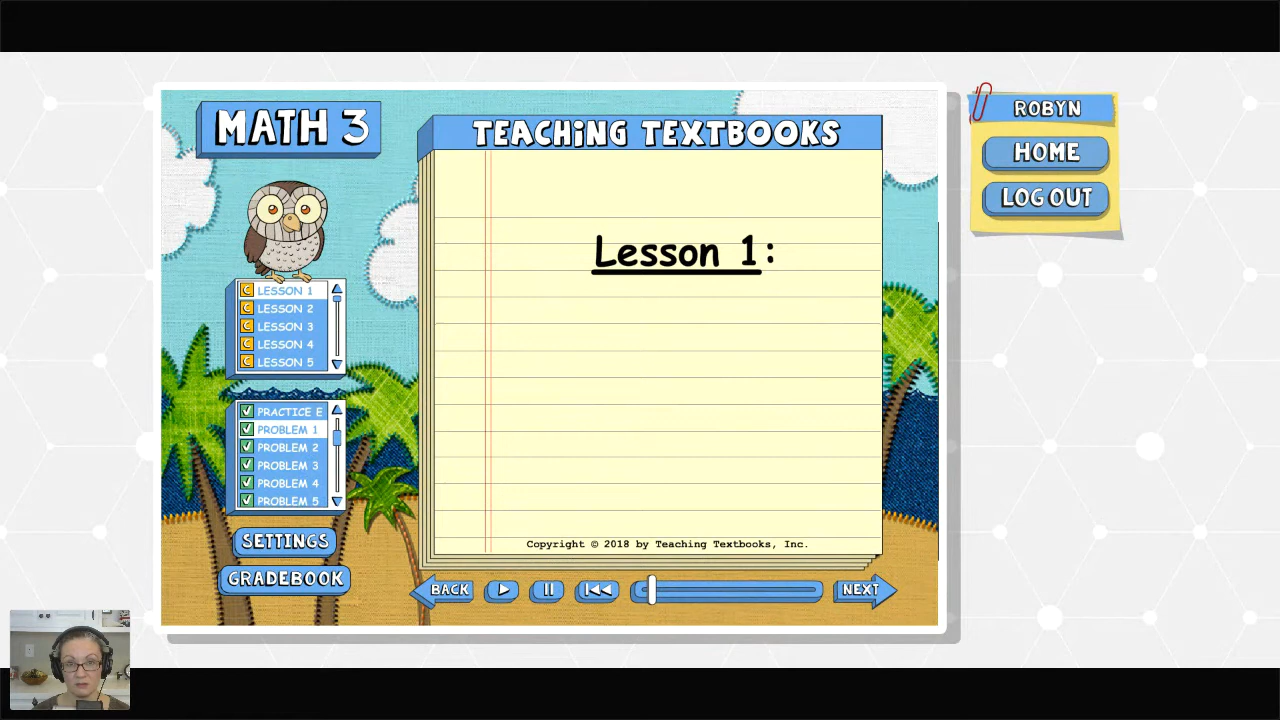 MATH 3
TEACHING TEXTBOOKS
ROBYN
HOME
LOG OUT
Lesson 1:
C LESSON 1
C LESSON 2
C LESSON 3
C LESSON 4
C LESSON 5
PRACTICE E
PROBLEM 1
PROBLEM 2
PROBLEM 3
PROBLEM 4
PROBLEM 5
SETTINGS
GRADEBOOK
Copyright © 2018 by Teaching Textbooks, Inc.
BACK
NEXT